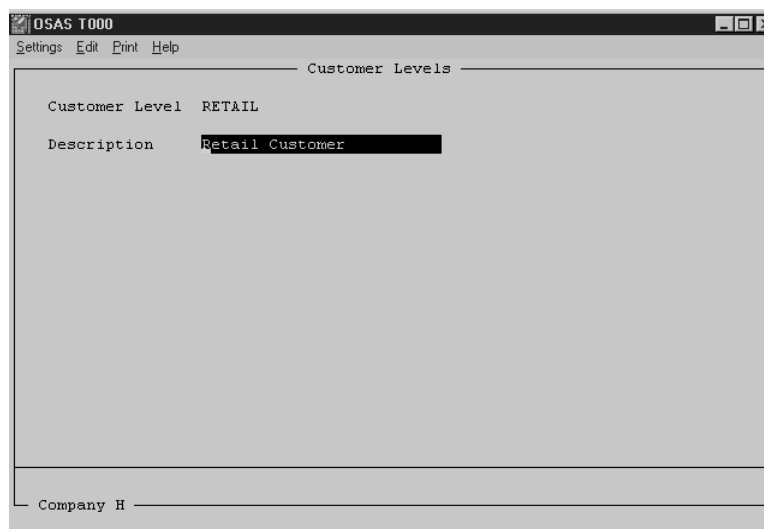 OSAS T000
Settings Edit Print Help
Customer Levels
Customer Level RETAIL
Description Retail Customer
Company H